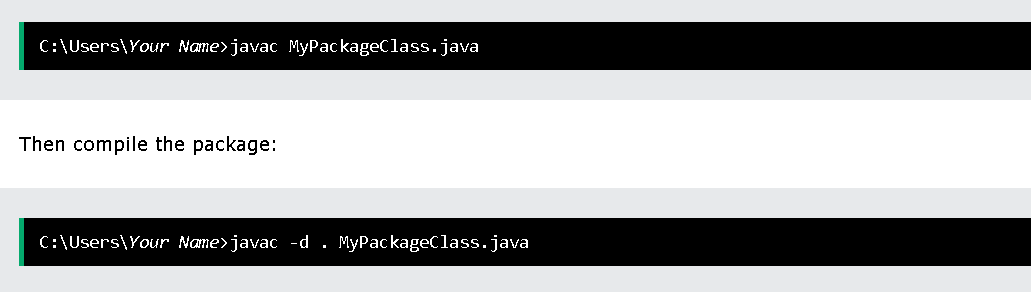 C:\Users\Your Name>javac MyPackageClass.java
Then compile the package:
C:\Users\Your Name>javac -d . MyPackageClass.java